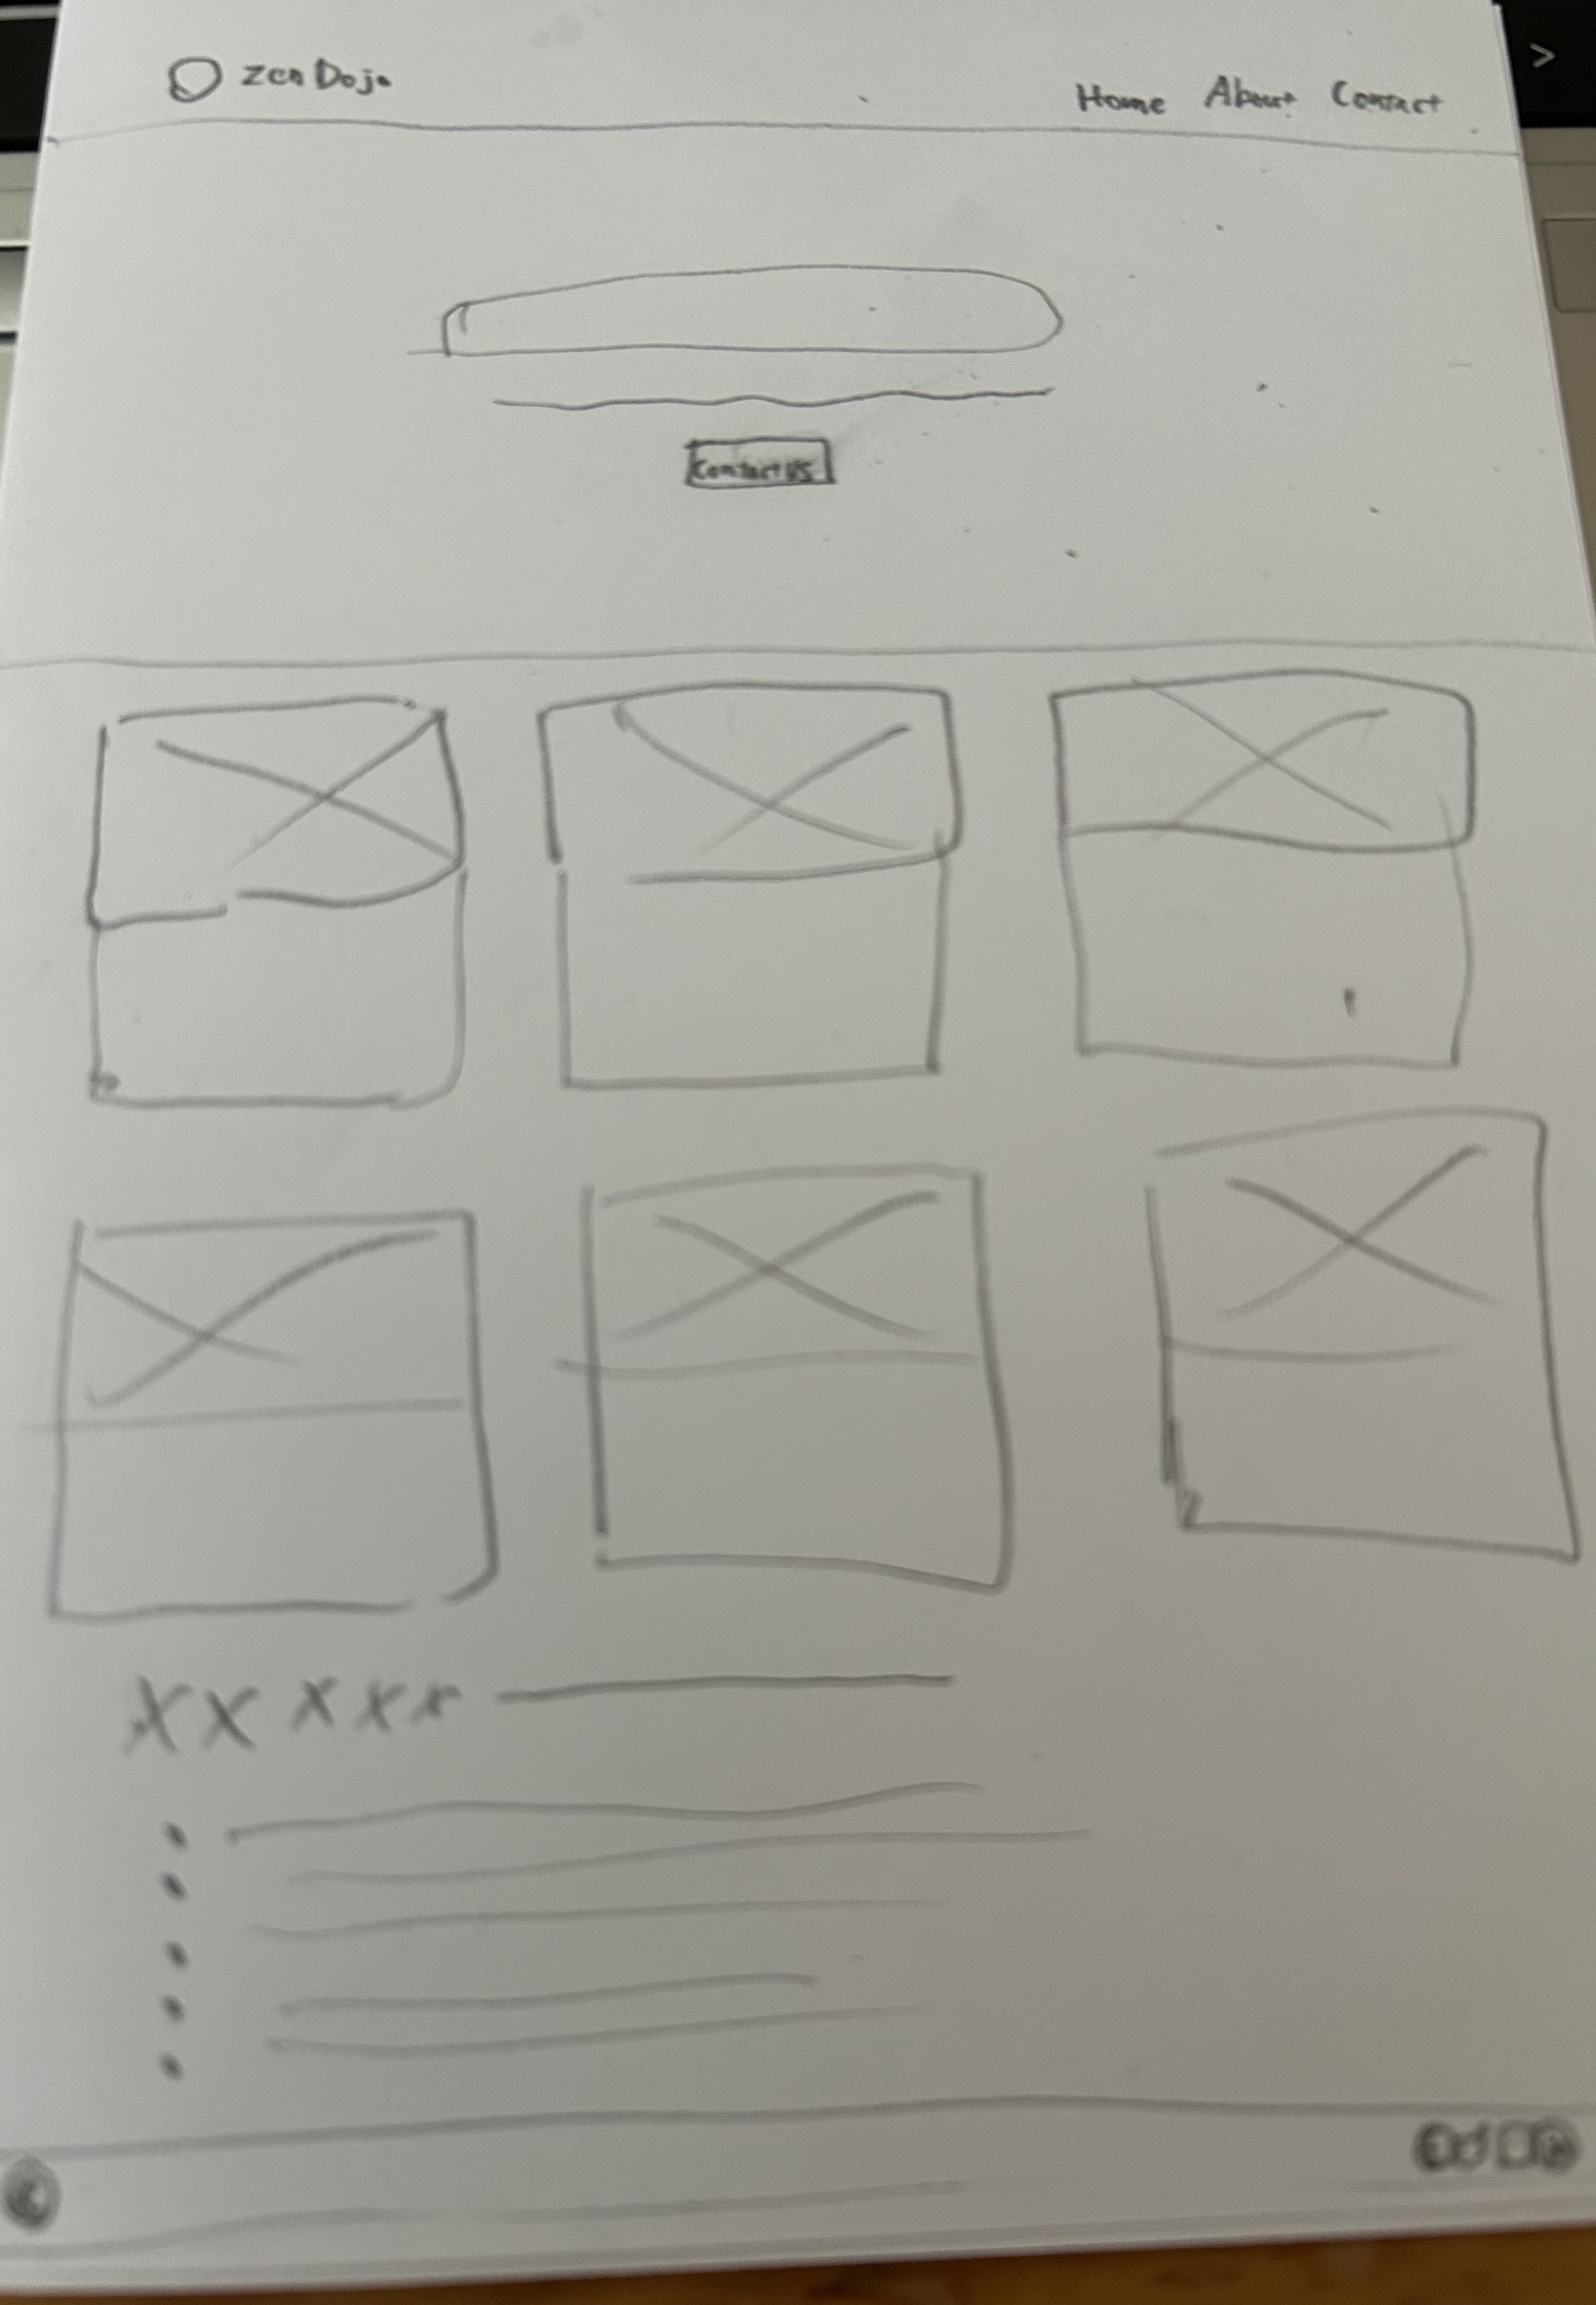 Zen Dojo
Home About Contact
Contact US
X X X X X